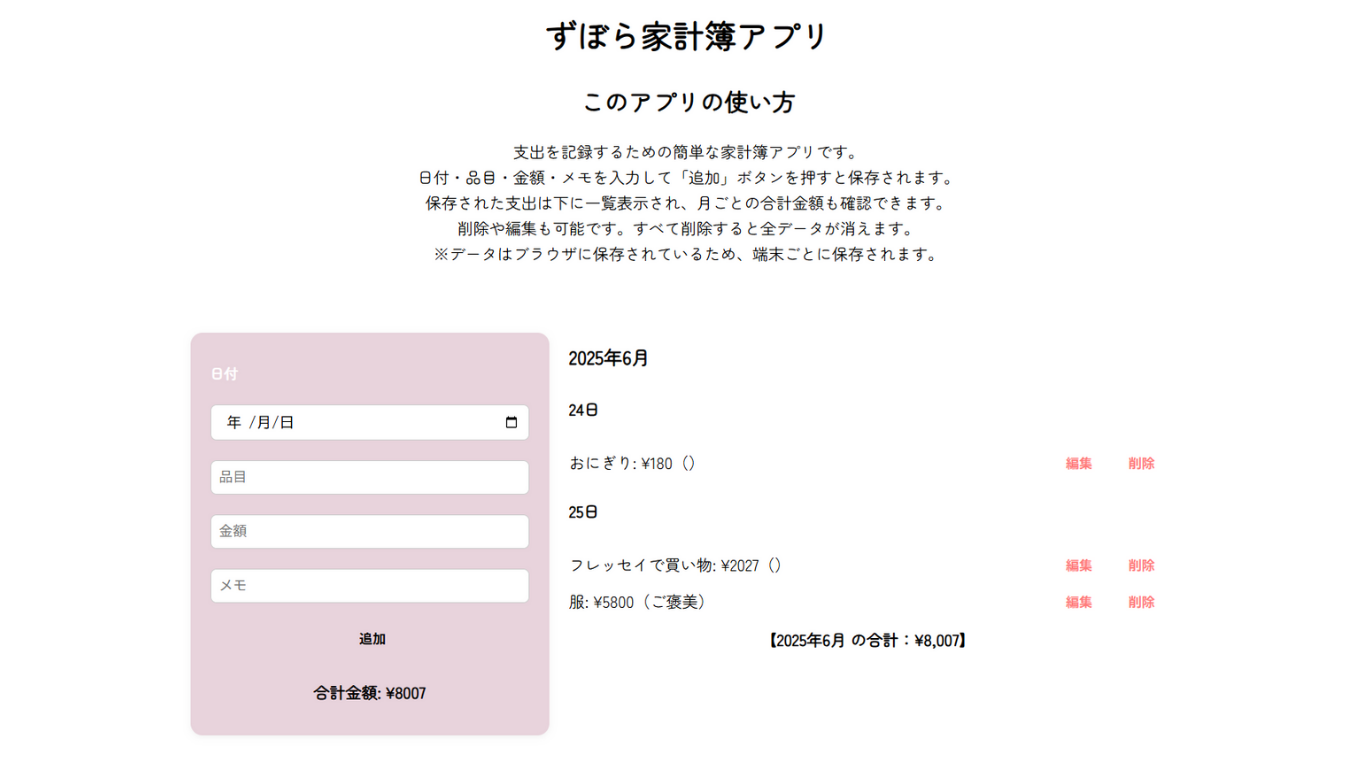 ずぼら家計簿アプリ
このアプリの使い方
支出を記録するための簡単な家計簿アプリです。
日付・品目・金額・メモを入力して「追加」ボタンを押すと保存されます。
保存された支出は下に一覧表示され、月ごとの合計金額も確認できます。
削除や編集も可能です。すべて削除すると全データが消えます。
※データはブラウザに保存されているため、端末ごとに保存されます。
日付
年 /月/日
品目
金額
メモ
追加
合計金額: ¥8007
2025年6月
24日
おにぎり: ¥180（） 編集 削除
25日
フレッセイで買い物: ¥2027（） 編集 削除
服: ¥5800（ご褒美） 編集 削除
【2025年6月 の合計：¥8,007】